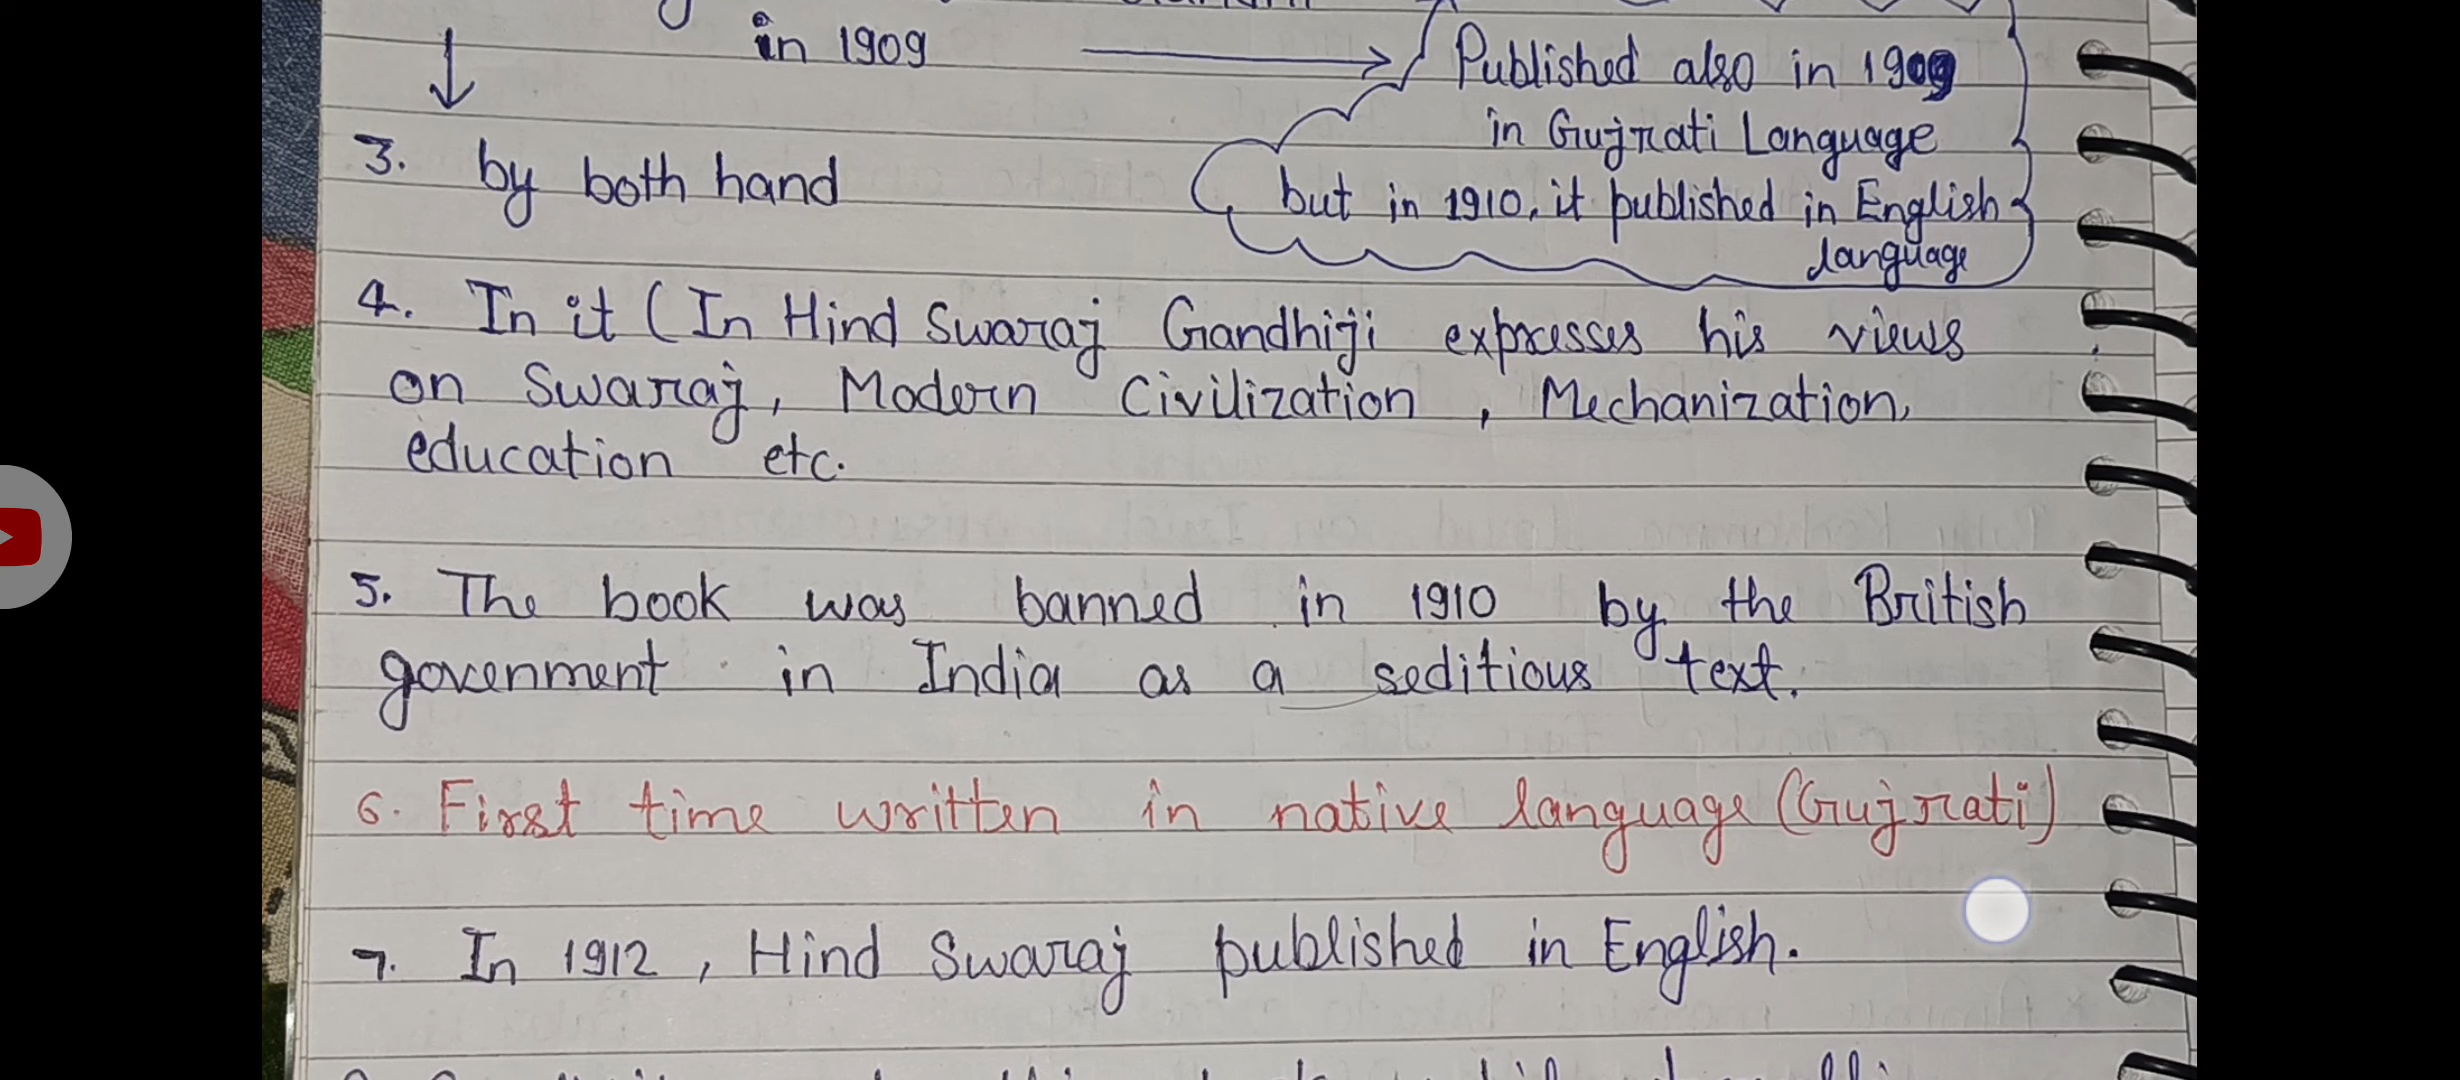 in 1909
Published also in 1909
in Gujrati Language
but in 1910, it published in English
language
3. by both hand
4. In it (In Hind Swaraj Gandhiji expresses his views
on Swaraj, Modern Civilization, Mechanization,
education etc.
5. The book was banned in 1910 by the British
govenment in India as a seditious text.
6. First time written in native language (Gujrati)
7. In 1912, Hind Swaraj published in English.